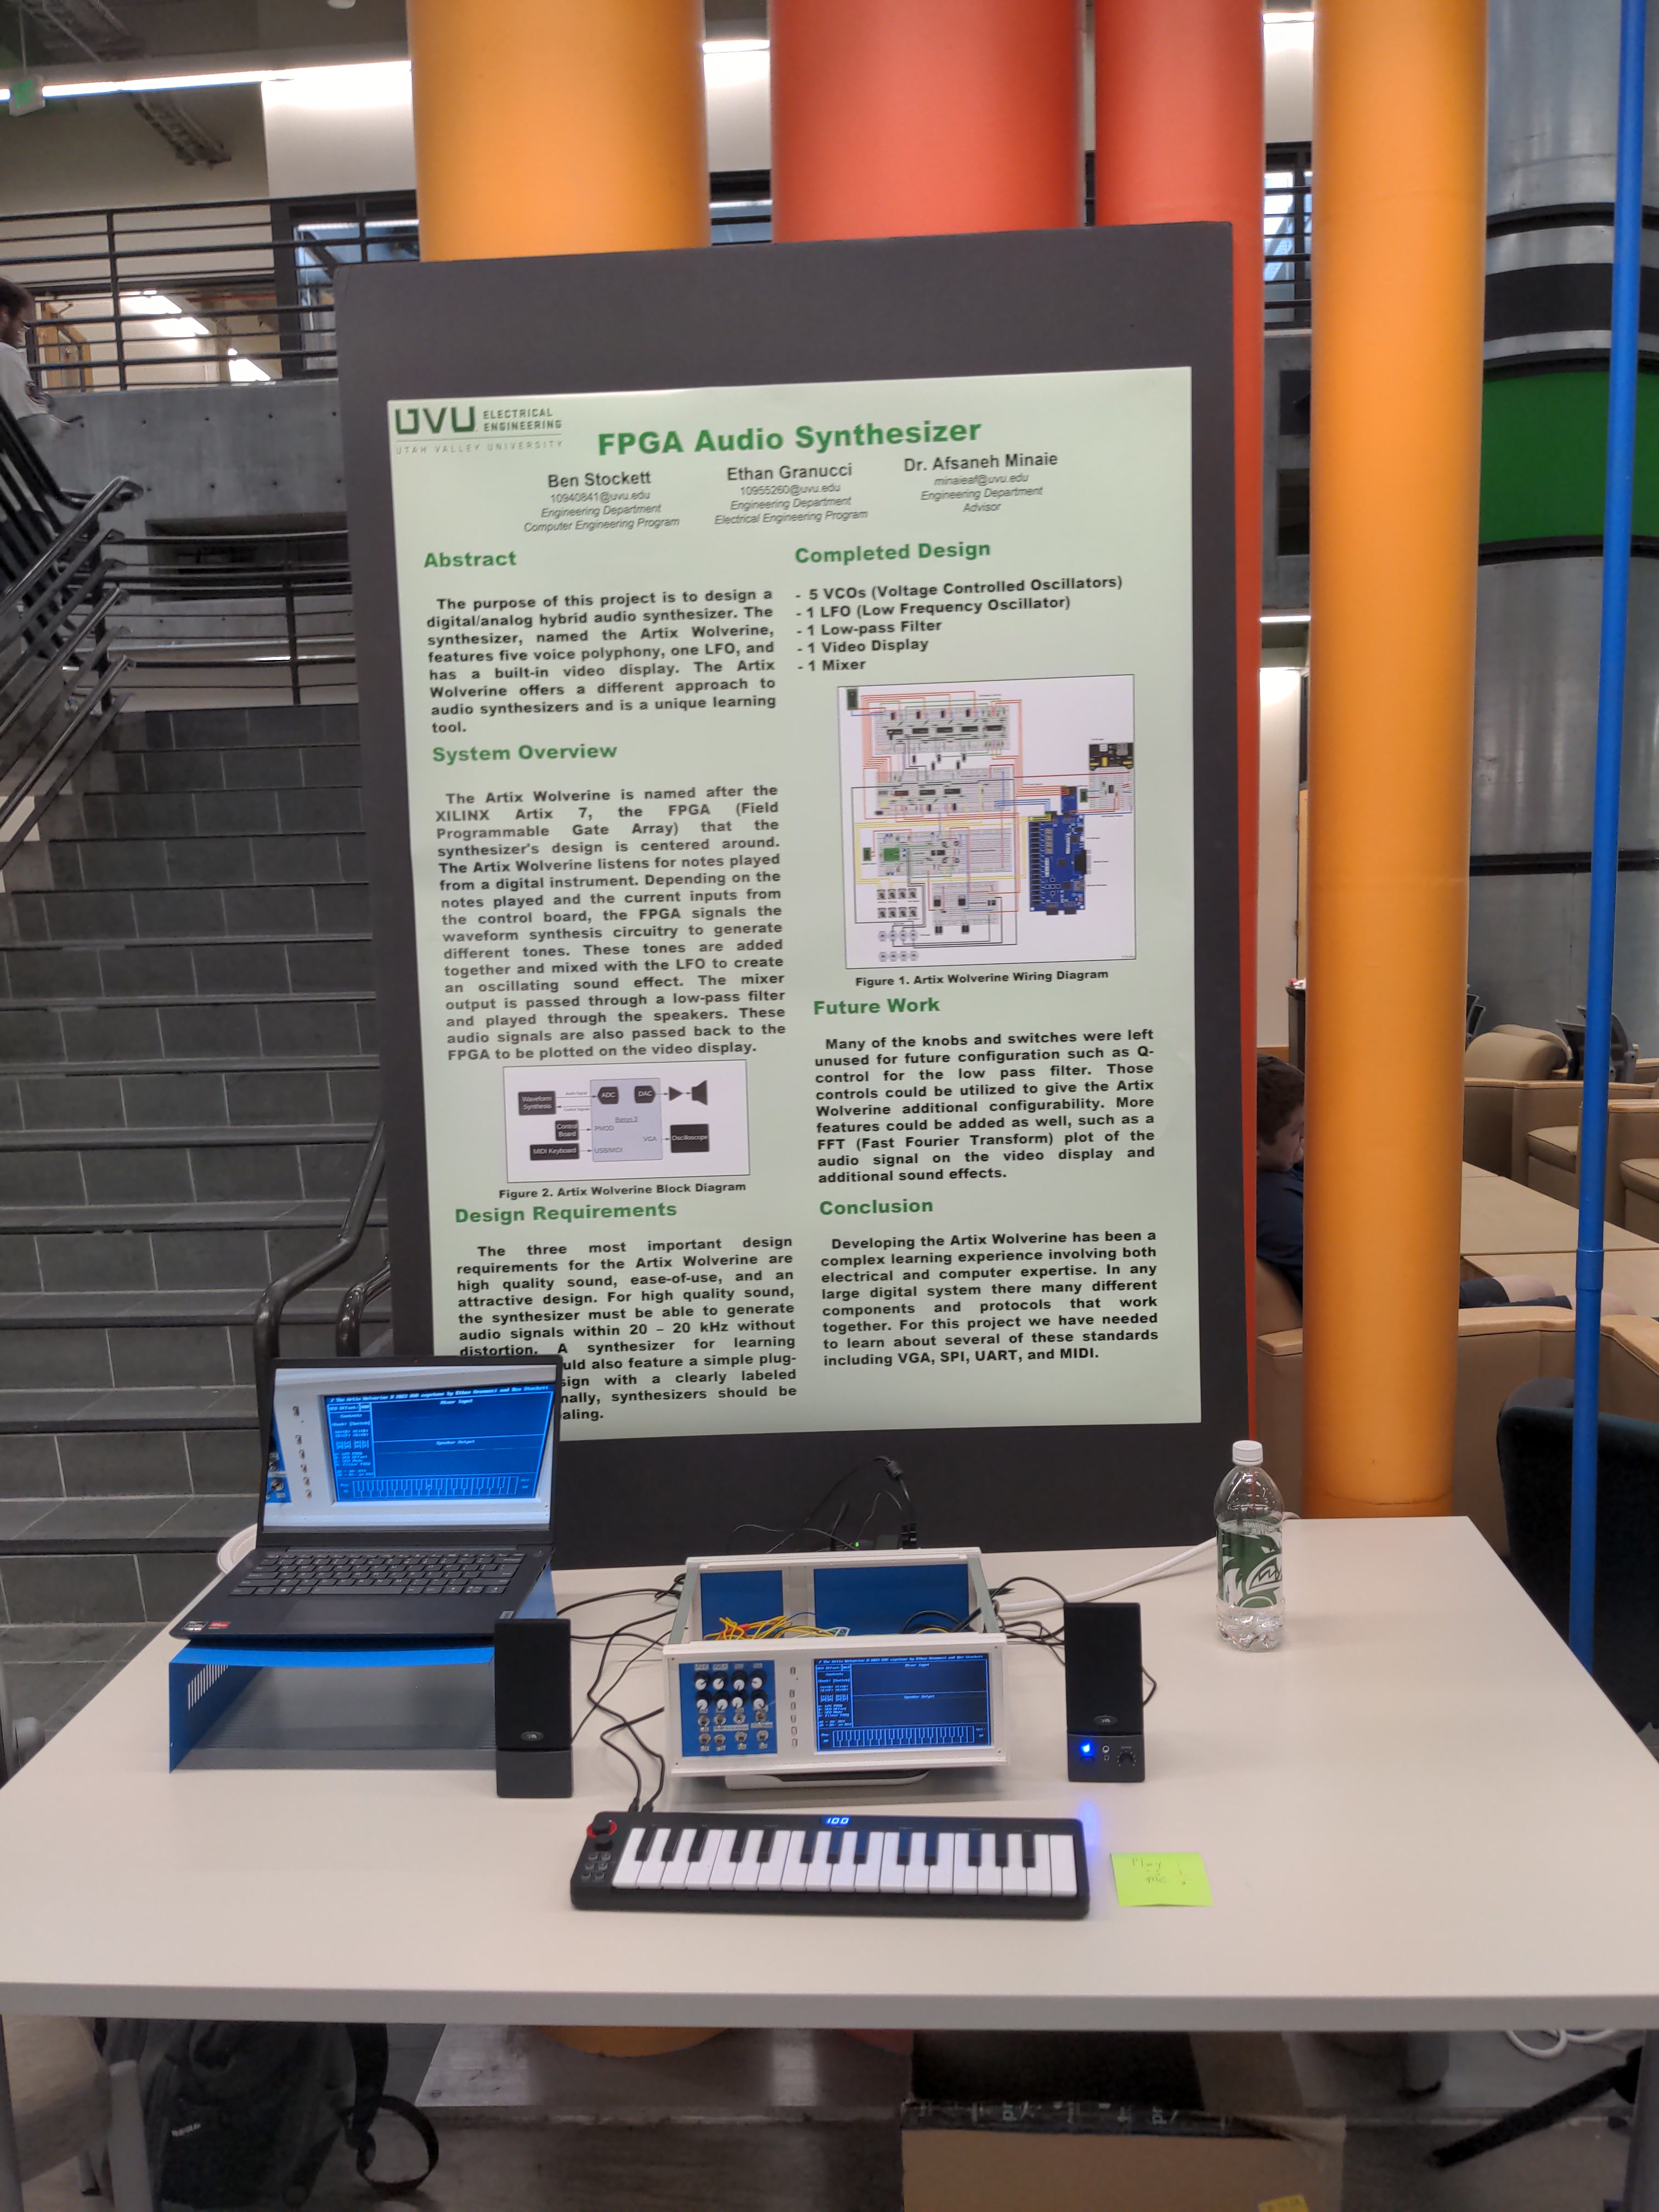 UVU ELECTRICAL
ENGINEERING
UTAH VALLEY UNIVERSITY
FPGA Audio Synthesizer
Ben Stockett
10940841@uvu.edu
Engineering Department
Computer Engineering Program
Ethan Granucci
10955260@uvu.edu
Engineering Department
Electrical Engineering Program
Dr. Afsaneh Minaie
minaieaf@uvu.edu
Engineering Department
Advisor
Abstract
The purpose of this project is to design a
digital/analog hybrid audio synthesizer. The
synthesizer, named the Artix Wolverine,
features five voice polyphony, one LFO, and
has a built-in video display. The Artix
Wolverine offers a different approach to
audio synthesizers and is a unique learning
tool.
System Overview
The Artix Wolverine is named after the
XILINX Artix 7, the FPGA (Field
Programmable Gate Array) that the
synthesizer's design is centered around.
The Artix Wolverine listens for notes played
from a digital instrument. Depending on the
notes played and the current inputs from
the control board, the FPGA signals the
waveform synthesis circuitry to generate
different tones. These tones are added
together and mixed with the LFO to create
an oscillating sound effect. The mixer
output is passed through a low-pass filter
and played through the speakers. These
audio signals are also passed back to the
FPGA to be plotted on the video display.
Waveform
Synthesis
ADC
DAC
Control
Board
PMOD
VGA
Oscilloscope
MIDI Keyboard
USB/MIDI
Figure 2. Artix Wolverine Block Diagram
Design Requirements
The three most important design
requirements for the Artix Wolverine are
high quality sound, ease-of-use, and an
attractive design. For high quality sound,
the synthesizer must be able to generate
audio signals within 20 – 20 kHz without
distortion. A synthesizer for learning
uld also feature a simple plug-
sign with a clearly labeled
nally, synthesizers should be
aling.
Completed Design
- 5 VCOs (Voltage Controlled Oscillators)
- 1 LFO (Low Frequency Oscillator)
- 1 Low-pass Filter
- 1 Video Display
- 1 Mixer
Figure 1. Artix Wolverine Wiring Diagram
Future Work
Many of the knobs and switches were left
unused for future configuration such as Q-
control for the low pass filter. Those
controls could be utilized to give the Artix
Wolverine additional configurability. More
features could be added as well, such as a
FFT (Fast Fourier Transform) plot of the
audio signal on the video display and
additional sound effects.
Conclusion
Developing the Artix Wolverine has been a
complex learning experience involving both
electrical and computer expertise. In any
large digital system there many different
components and protocols that work
together. For this project we have needed
to learn about several of these standards
including VGA, SPI, UART, and MIDI.
Mixer Input
Speaker Output
Mixer Input
Speaker Output
100
Play
me !